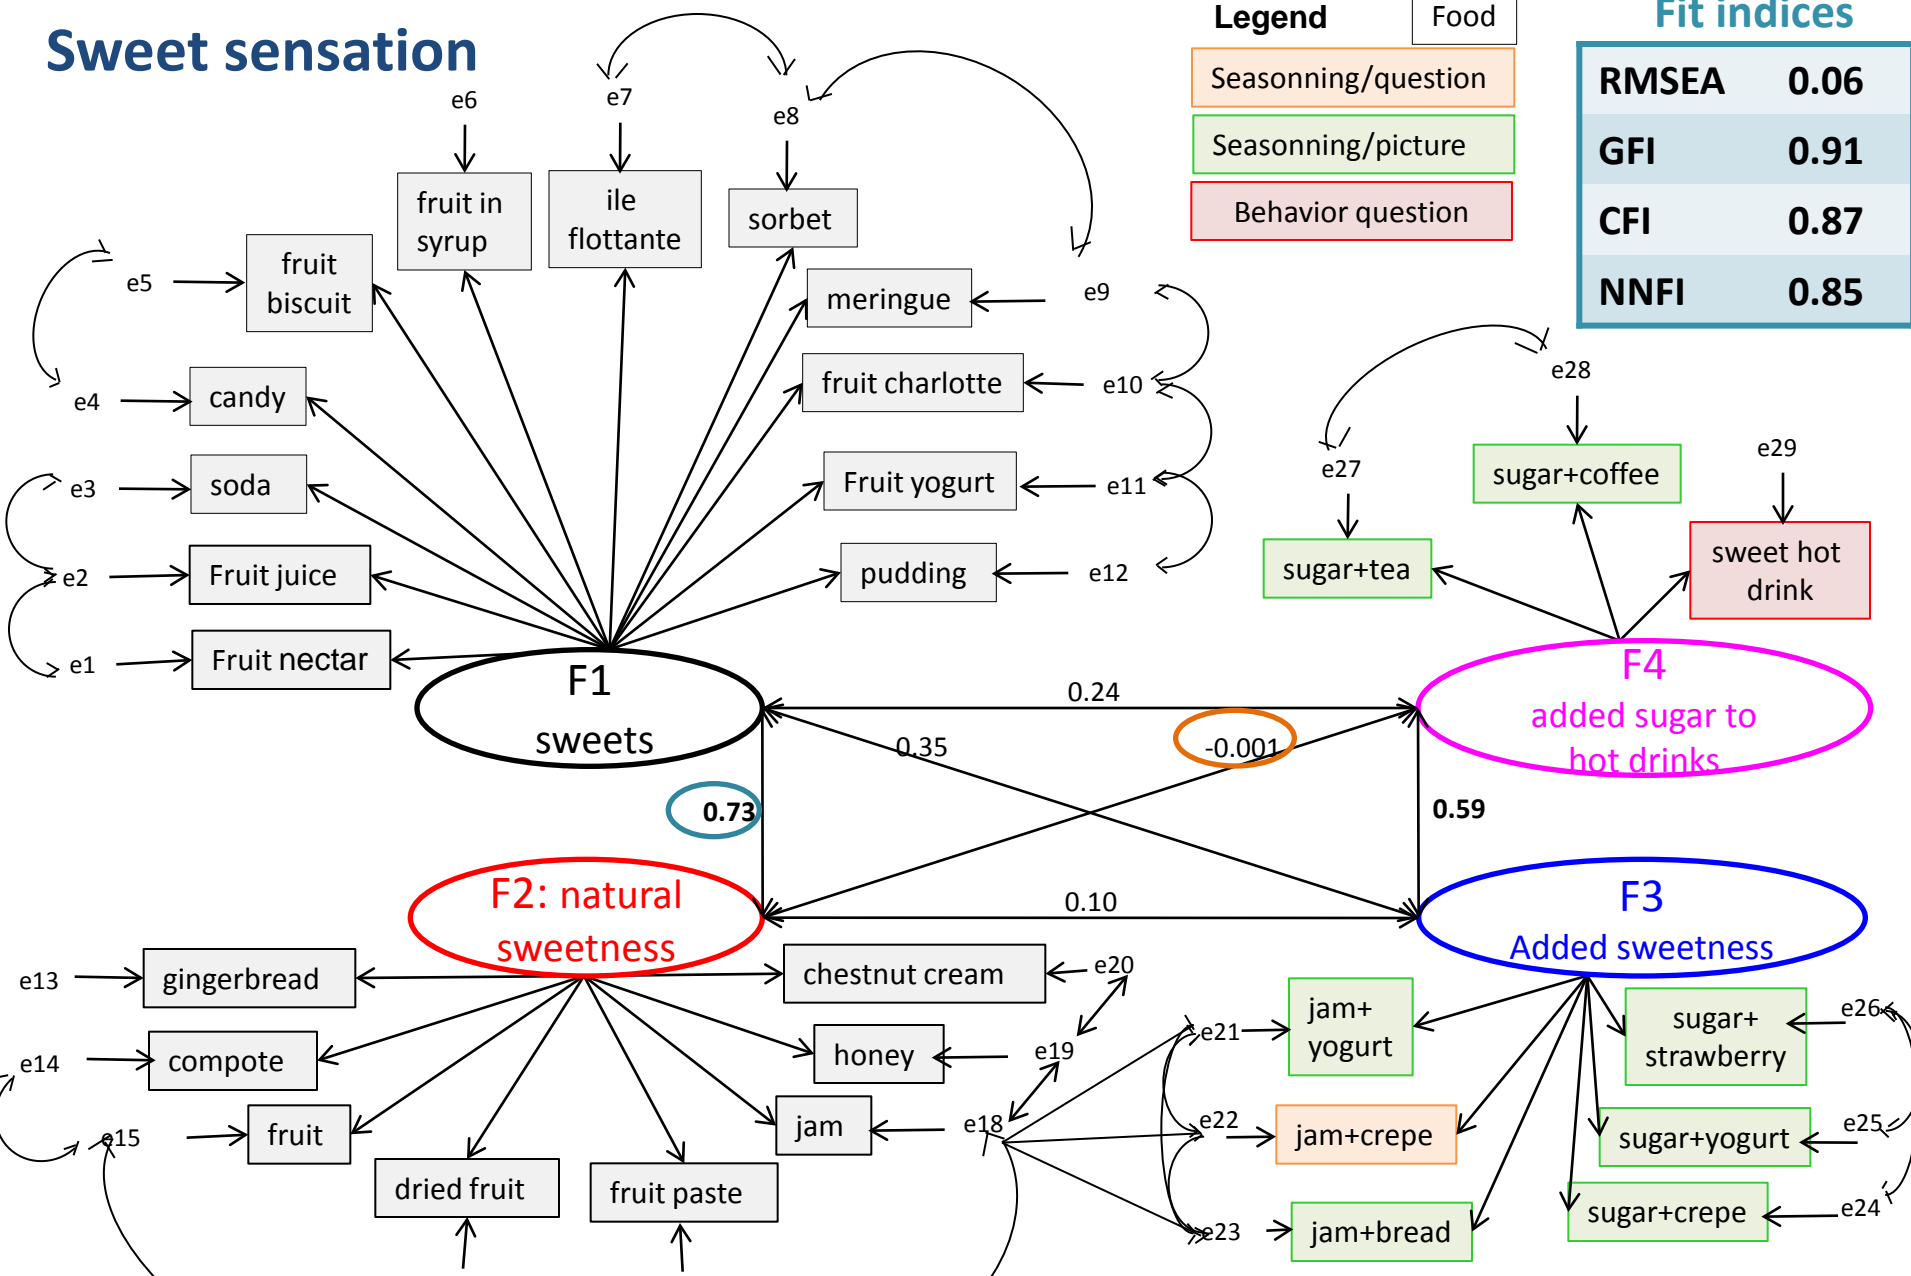 Sweet sensation
Legend
Food
Seasonning/question
Seasonning/picture
Behavior question
Fit indices
RMSEA 0.06
GFI 0.91
CFI 0.87
NNFI 0.85
e6
e7
e8
fruit in
syrup
ile
flottante
sorbet
e5
fruit
biscuit
meringue
e9
e4
candy
fruit charlotte
e10
e3
soda
Fruit yogurt
e11
e2
Fruit juice
pudding
e12
e1
Fruit nectar
e28
e27
sugar+coffee
e29
sugar+tea
sweet hot
drink
F1
sweets
F4
added sugar to
hot drinks
0.24
0.35
-0.001
0.73
0.59
0.10
F2: natural
sweetness
F3
Added sweetness
e13
gingerbread
chestnut cream
e20
e14
compote
honey
e19
e15
fruit
jam
e18
dried fruit
fruit paste
e21
jam+
yogurt
sugar+
strawberry
e26
e22
jam+crepe
sugar+yogurt
e25
e23
jam+bread
sugar+crepe
e24